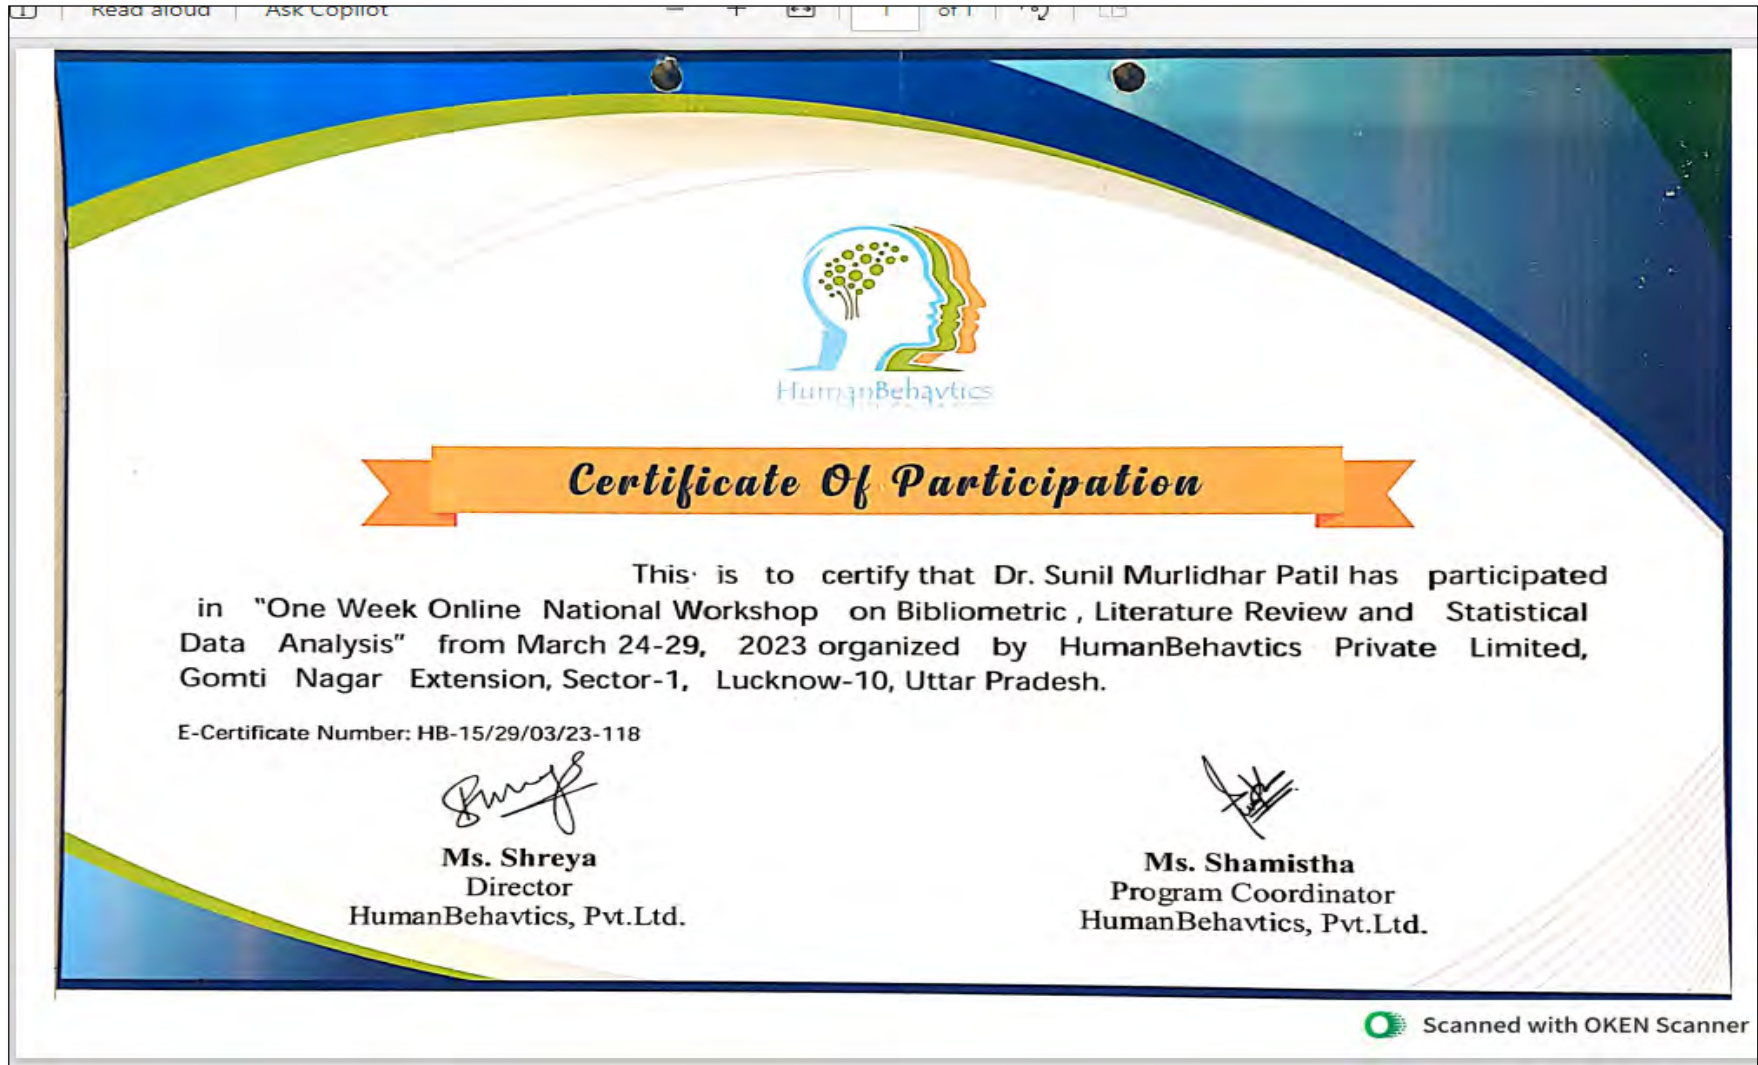 Read aloud Ask Copilot 1 of 1
HumanBehavtics
Certificate Of Participation
This is to certify that Dr. Sunil Murlidhar Patil has participated
in "One Week Online National Workshop on Bibliometric , Literature Review and Statistical
Data Analysis" from March 24-29, 2023 organized by HumanBehavtics Private Limited,
Gomti Nagar Extension, Sector-1, Lucknow-10, Uttar Pradesh.
E-Certificate Number: HB-15/29/03/23-118
Ms. Shreya
Director
HumanBehavtics, Pvt.Ltd.
Ms. Shamistha
Program Coordinator
HumanBehavtics, Pvt.Ltd.
Scanned with OKEN Scanner